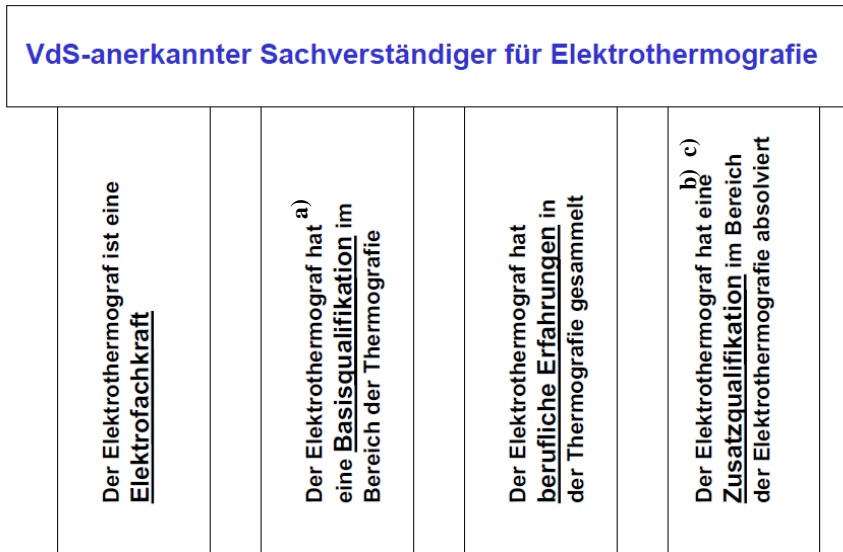 VdS-anerkannter Sachverständiger für Elektrothermografie
Der Elektrothermograf ist eine
Elektrofachkraft
a)
Der Elektrothermograf hat
eine Basisqualifikation im
Bereich der Thermografie
Der Elektrothermograf hat
berufliche Erfahrungen in
der Thermografie gesammelt
b) c)
Der Elektrothermograf hat eine
Zusatzqualifikation im Bereich
der Elektrothermografie absolviert